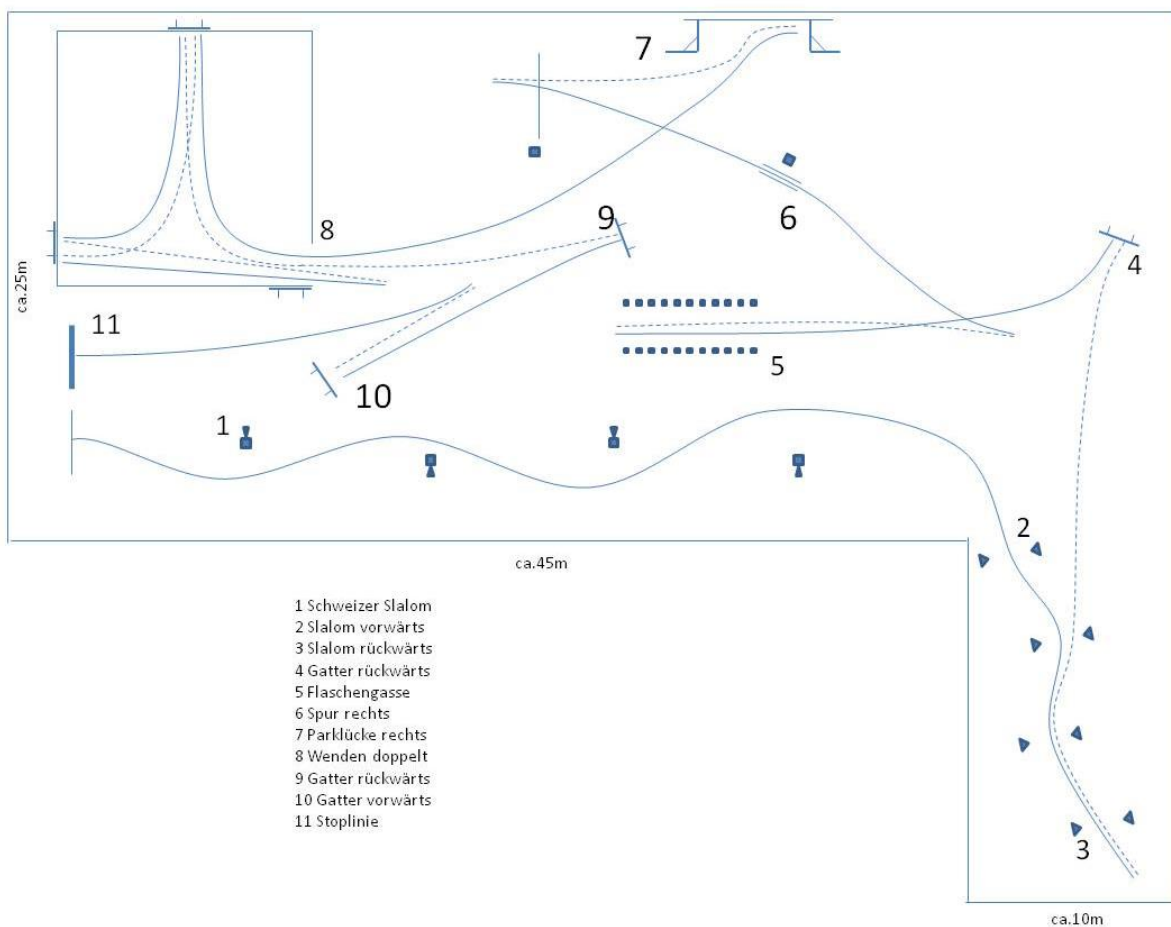 7
8
9
6
4
ca.25m
11
5
10
1
2
ca.45m
1 Schweizer Slalom
2 Slalom vorwärts
3 Slalom rückwärts
4 Gatter rückwärts
5 Flaschengasse
6 Spur rechts
7 Parklücke rechts
8 Wenden doppelt
9 Gatter rückwärts
10 Gatter vorwärts
11 Stoplinie
3
ca.10m